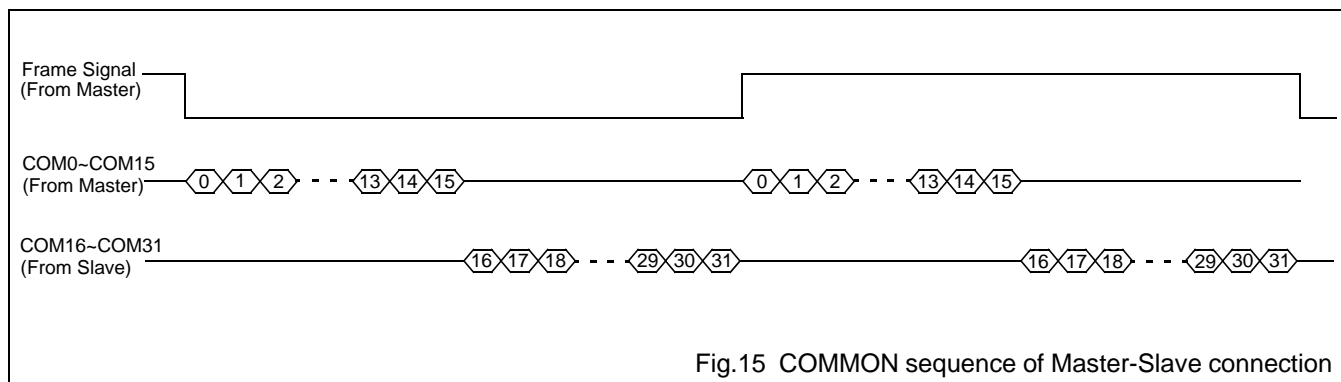 Frame Signal
(From Master)
COM0~COM15
(From Master)
0 1 2 13 14 15 0 1 2 13 14 15
COM16~COM31
(From Slave)
16 17 18 29 30 31 16 17 18 29 30 31
Fig.15 COMMON sequence of Master-Slave connection